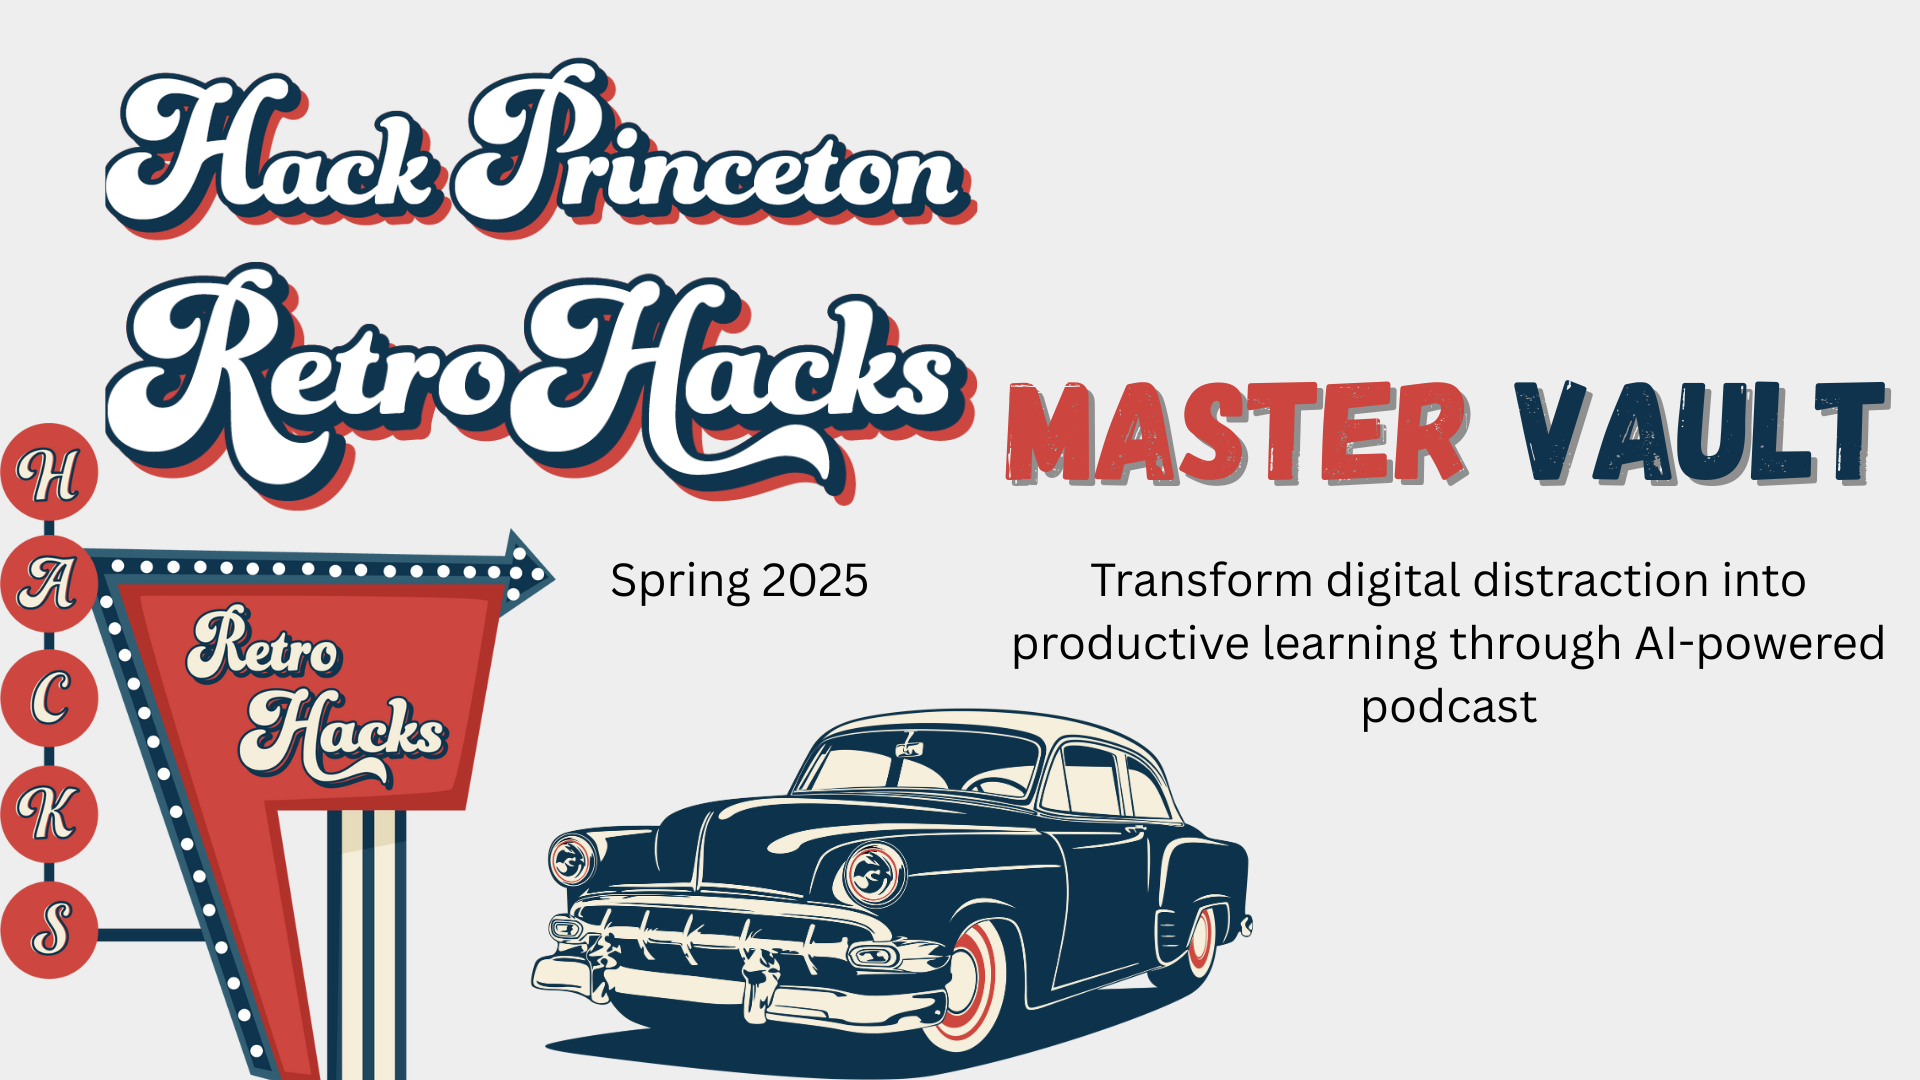 Hack Princeton
Retro Hacks
MASTER VAULT
Spring 2025
Transform digital distraction into
productive learning through AI-powered
podcast
H
A
C
K
S
Retro
Hacks